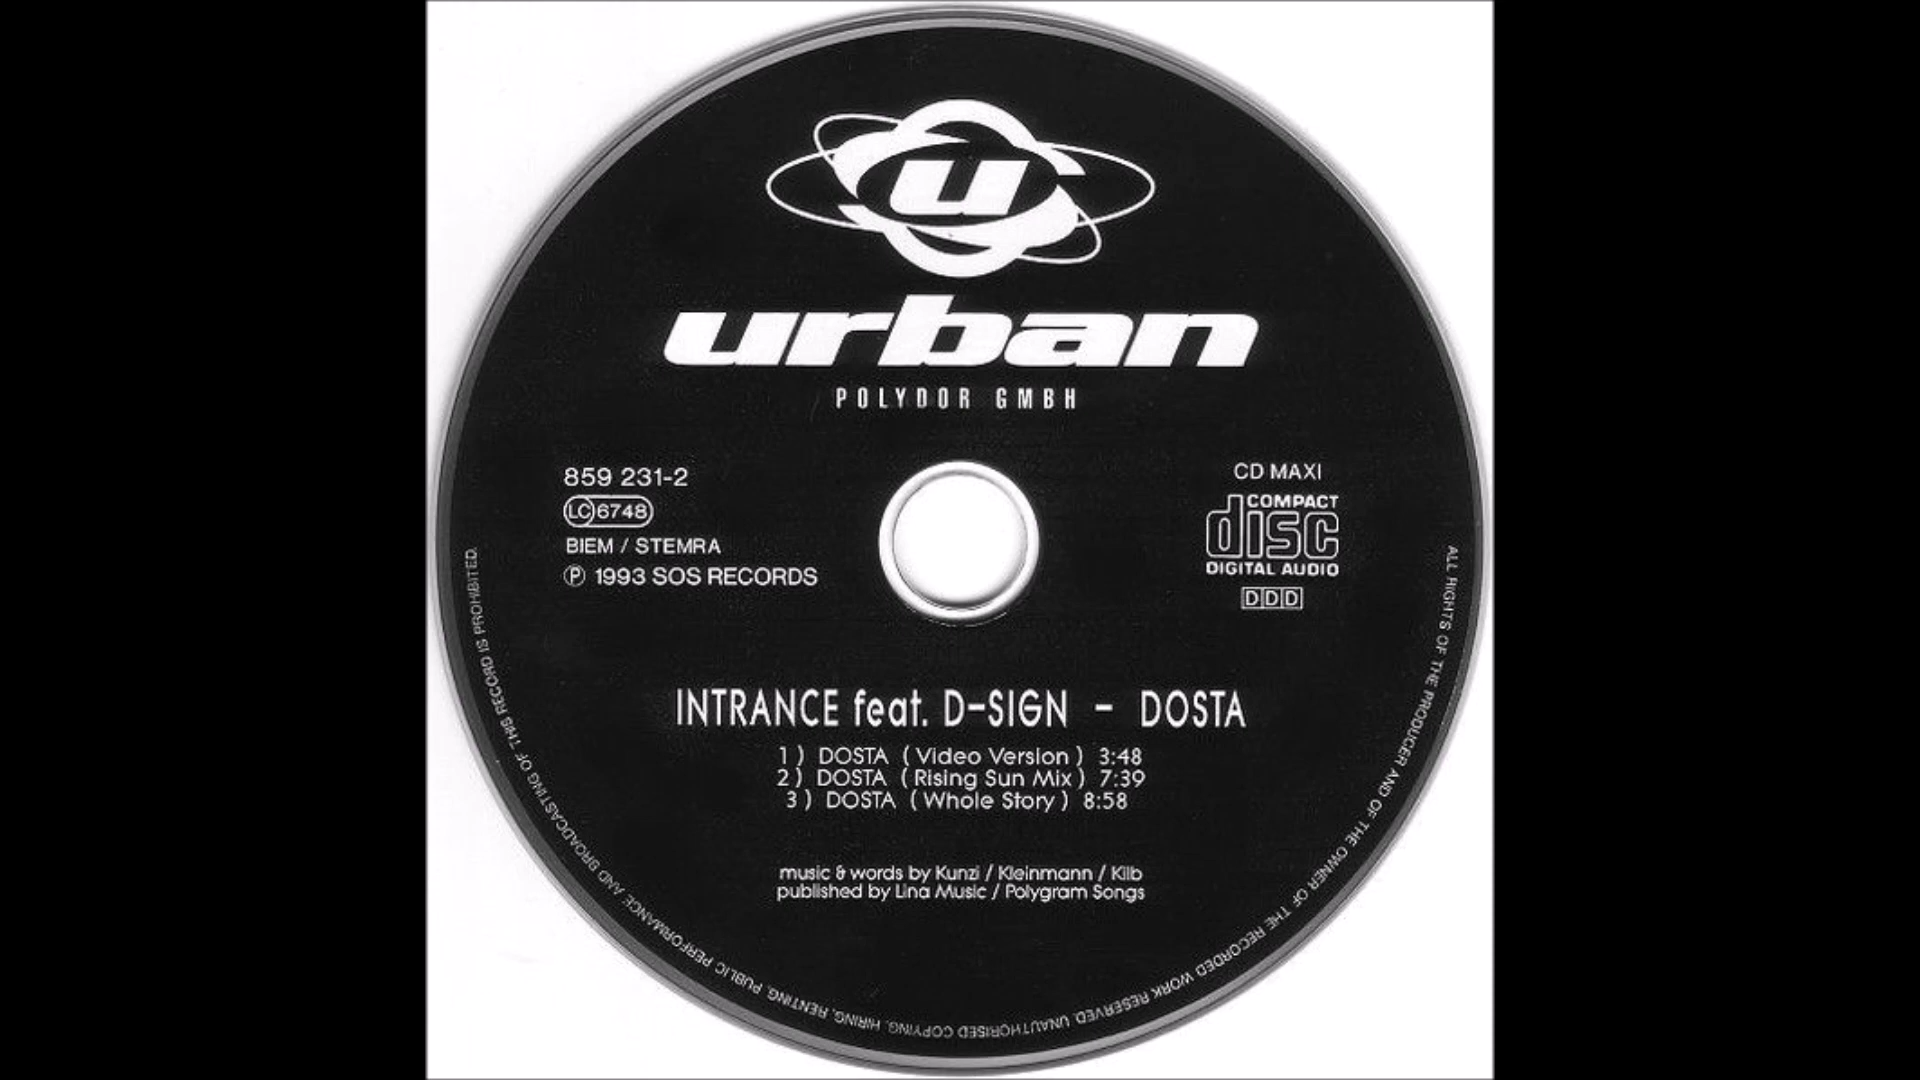 u
urban
POLYDOR GMBH
859 231-2
LC 6748
BIEM / STEMRA
℗ 1993 SOS RECORDS
CD MAXI
COMPACT
disc
DIGITAL AUDIO
DDD
INTRANCE feat. D-SIGN - DOSTA
1) DOSTA (Video Version) 3:48
2) DOSTA (Rising Sun Mix) 7:39
3) DOSTA (Whole Story) 8:58
music & words by Kunzi / Kleinmann / Kilb
published by Lina Music / Polygram Songs
ALL RIGHTS OF THE PRODUCER AND OF THE OWNER OF THE RECORDED WORK RESERVED. UNAUTHORISED COPYING, HIRING, RENTING, PUBLIC PERFORMANCE AND BROADCASTING OF THIS RECORD IS PROHIBITED.